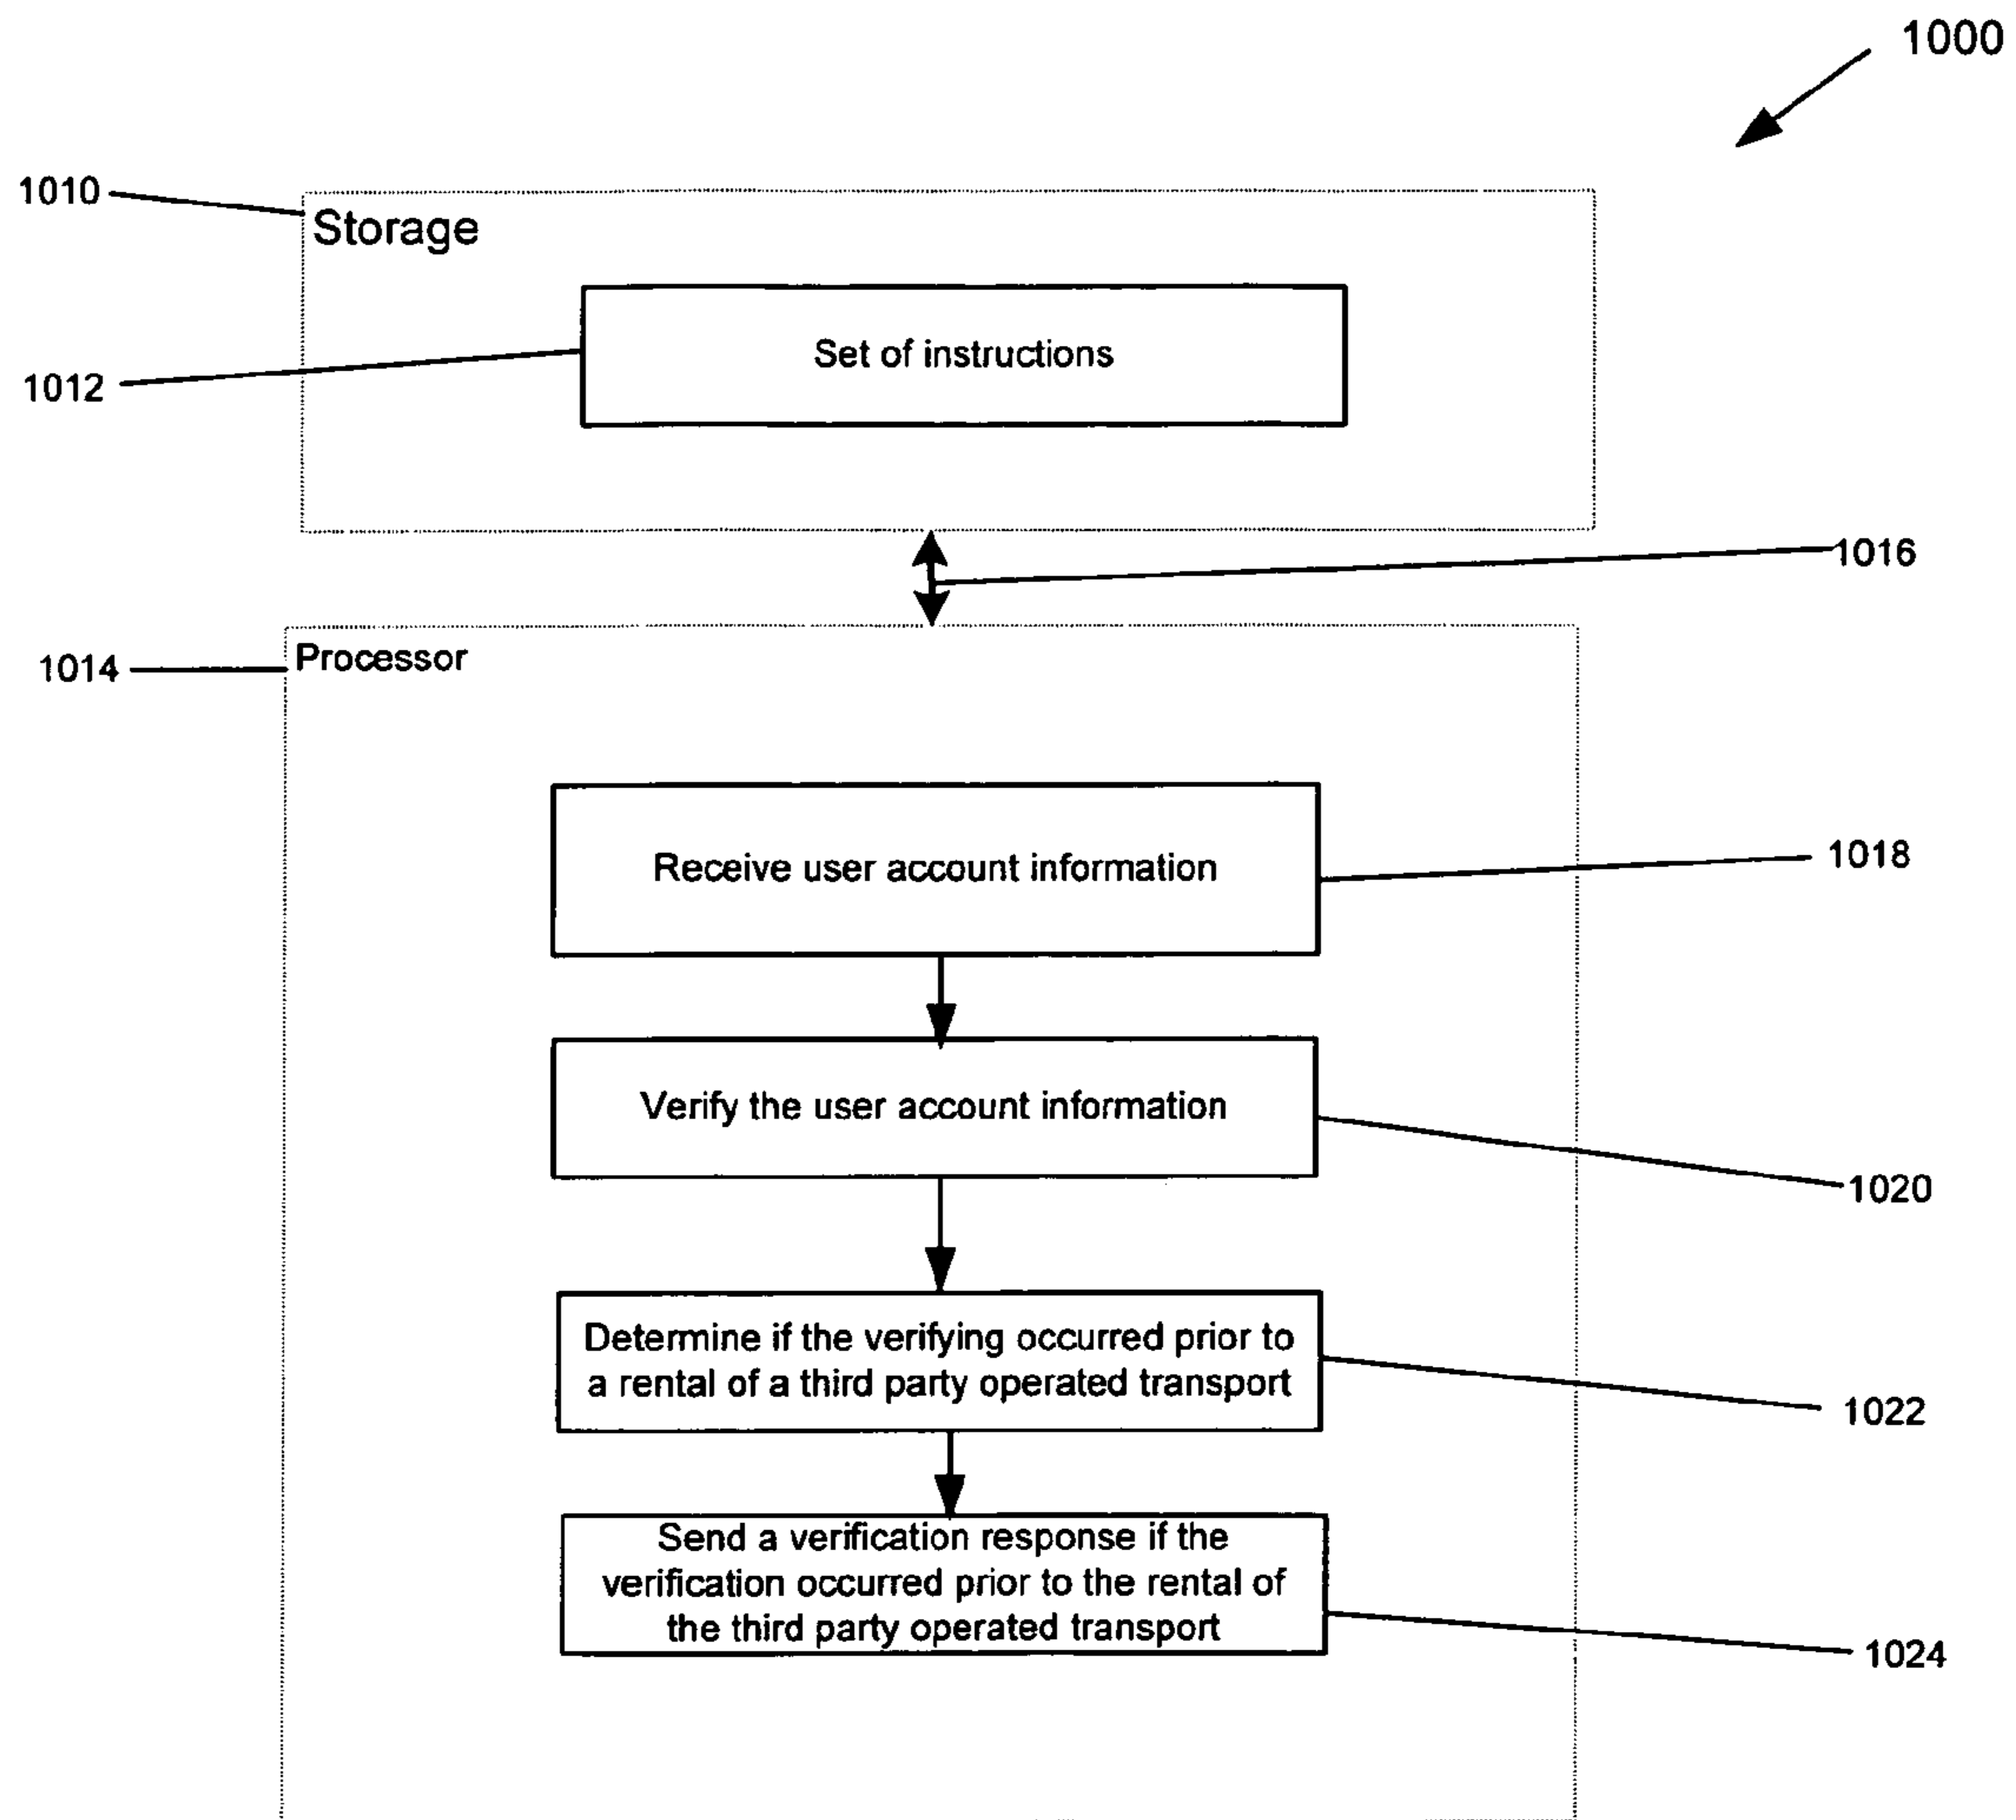 1000
1010
Storage
Set of instructions
1012
1016
1014
Processor
Receive user account information
1018
Verify the user account information
1020
Determine if the verifying occurred prior to
a rental of a third party operated transport
1022
Send a verification response if the
verification occurred prior to the rental of
the third party operated transport
1024